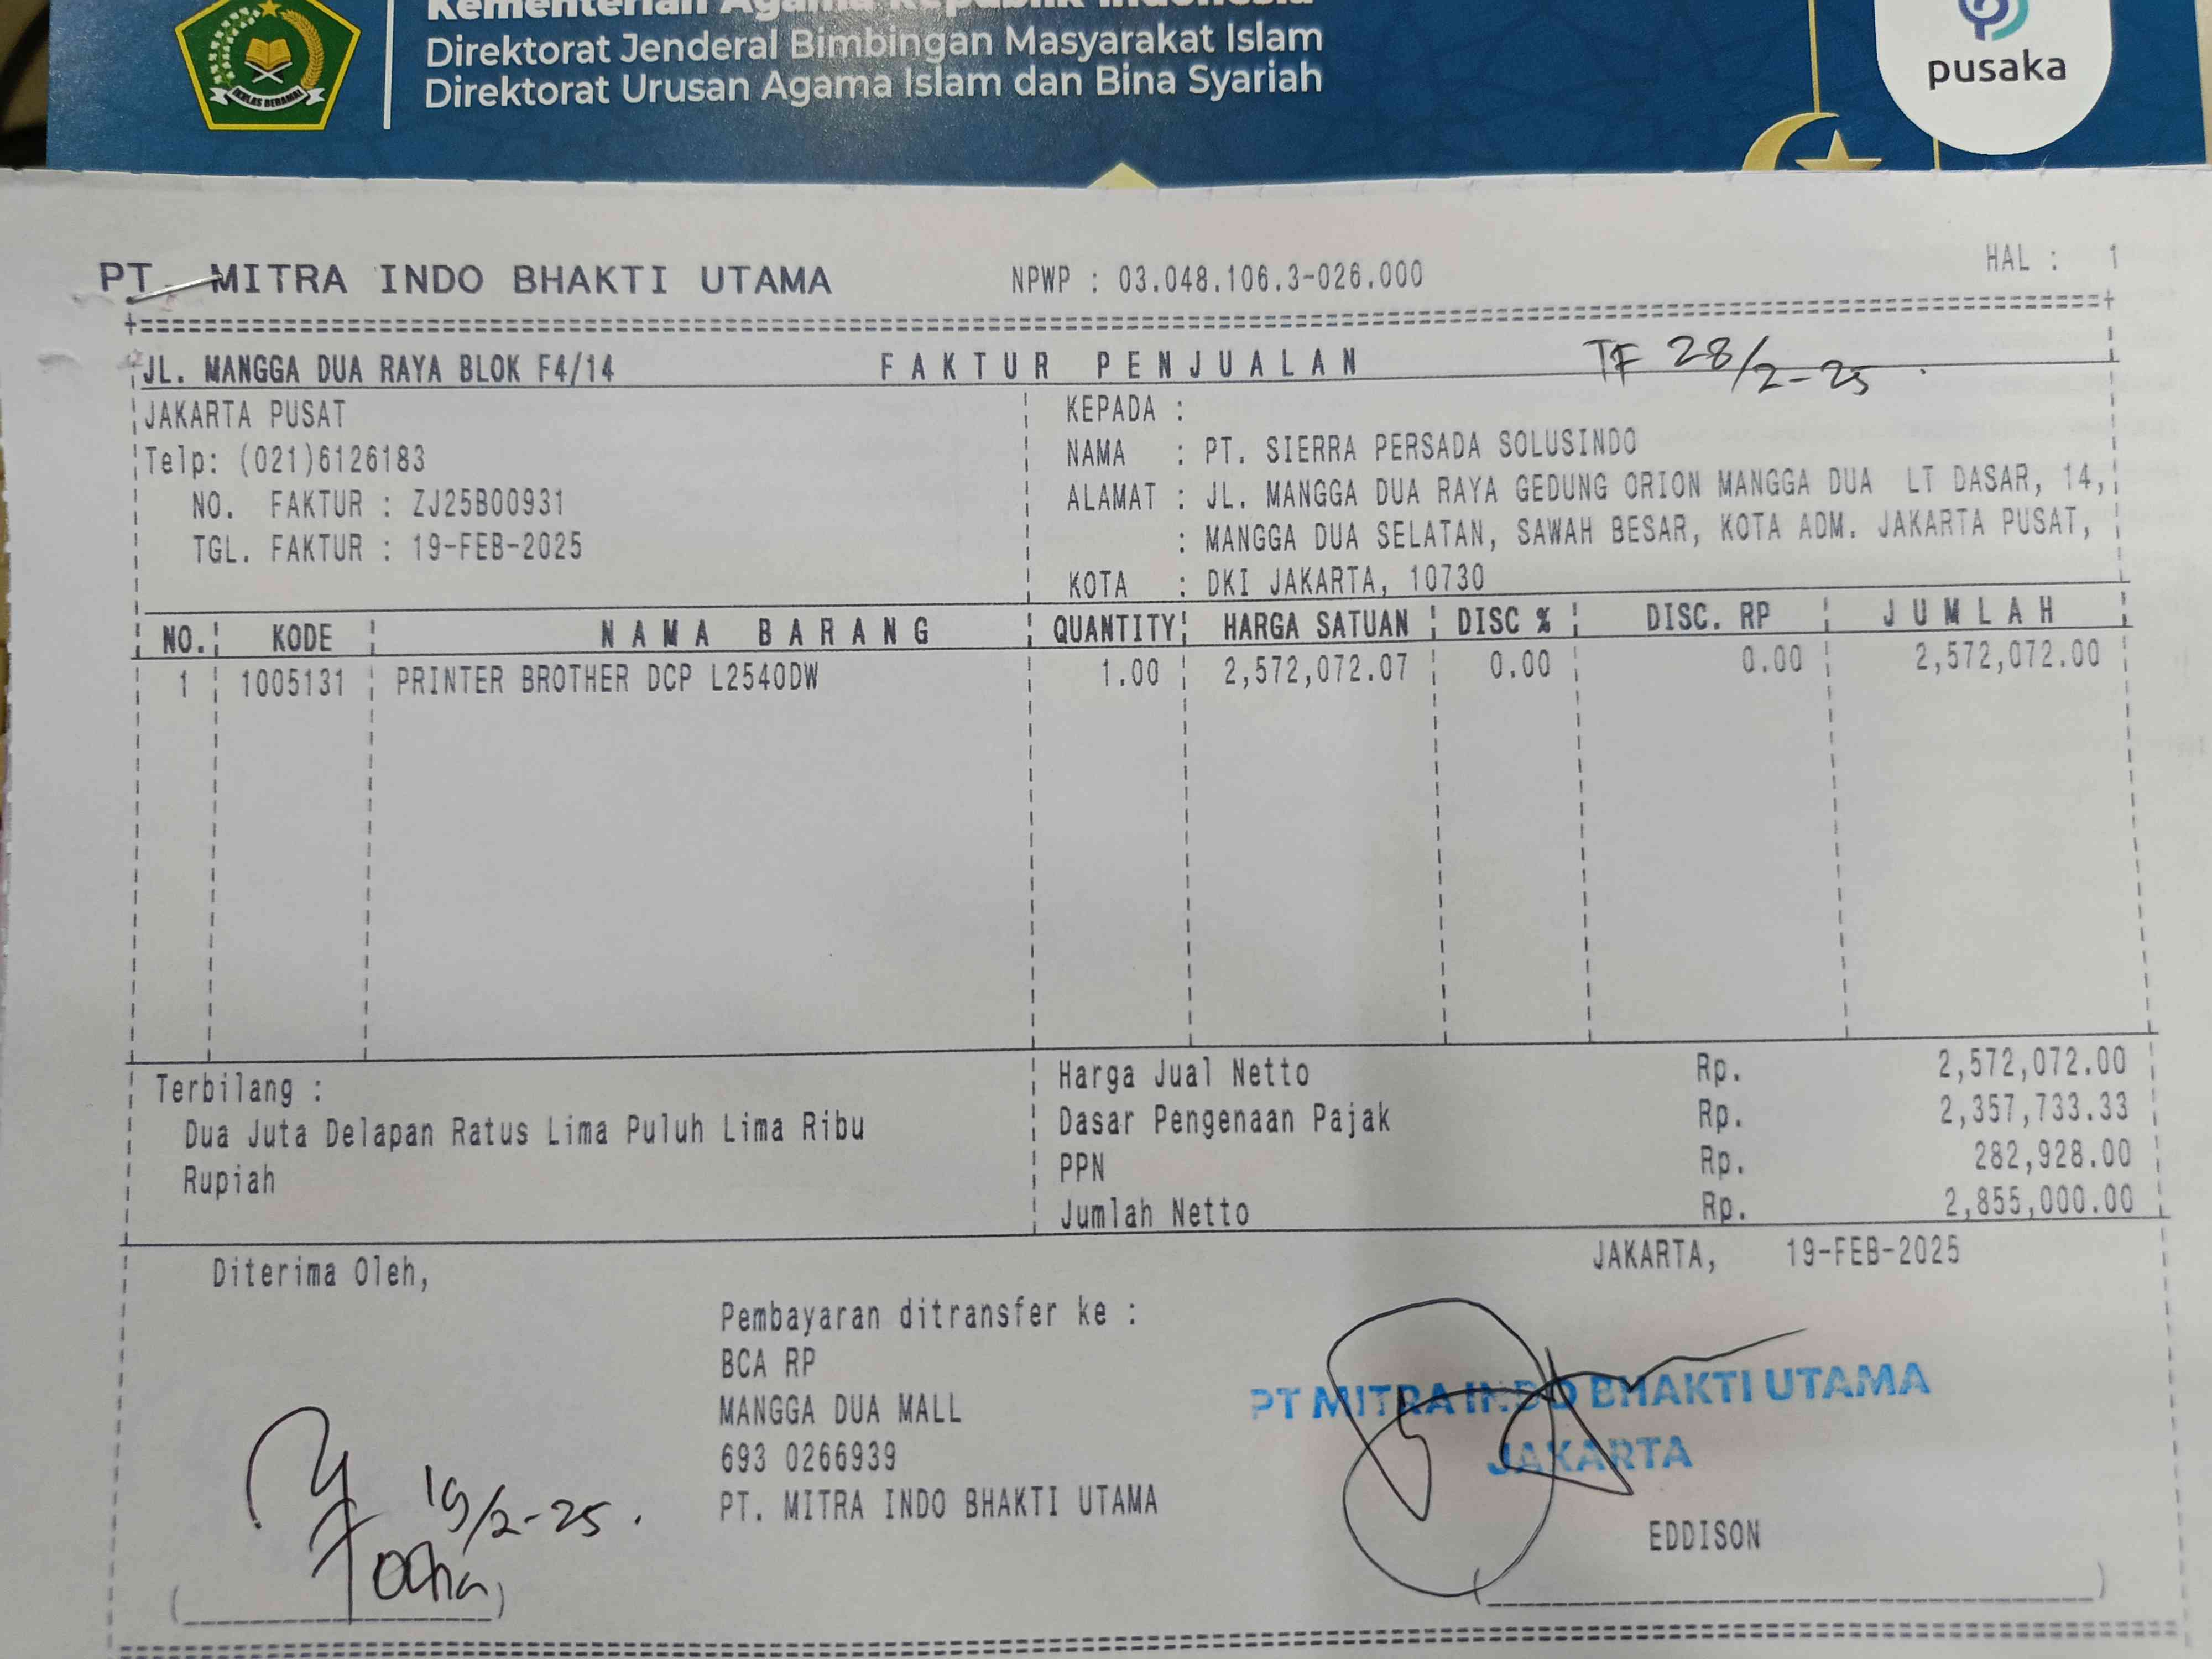 Kementerian Agama Republik Indonesia
Direktorat Jenderal Bimbingan Masyarakat Islam
Direktorat Urusan Agama Islam dan Bina Syariah
IKHLAS BERAMAL
pusaka
PT. MITRA INDO BHAKTI UTAMA NPWP : 03.048.106.3-026.000 HAL : 1
JL. MANGGA DUA RAYA BLOK F4/14 FAKTUR PENJUALAN TF 28/2-25
JAKARTA PUSAT
Telp: (021)6126183
NO. FAKTUR : ZJ25B00931
TGL. FAKTUR : 19-FEB-2025
KEPADA :
NAMA : PT. SIERRA PERSADA SOLUSINDO
ALAMAT : JL. MANGGA DUA RAYA GEDUNG ORION MANGGA DUA LT DASAR, 14,
: MANGGA DUA SELATAN, SAWAH BESAR, KOTA ADM. JAKARTA PUSAT,
KOTA : DKI JAKARTA, 10730
NO. KODE NAMA BARANG QUANTITY HARGA SATUAN DISC % DISC. RP JUMLAH
1 1005131 PRINTER BROTHER DCP L2540DW 1.00 2,572,072.07 0.00 0.00 2,572,072.00
Terbilang :
Dua Juta Delapan Ratus Lima Puluh Lima Ribu
Rupiah
Harga Jual Netto Rp. 2,572,072.00
Dasar Pengenaan Pajak Rp. 2,357,733.33
PPN Rp. 282,928.00
Jumlah Netto Rp. 2,855,000.00
JAKARTA, 19-FEB-2025
Diterima Oleh,
Pembayaran ditransfer ke :
BCA RP
MANGGA DUA MALL
693 0266939
PT. MITRA INDO BHAKTI UTAMA
19/2-25.
PT MITRA INDO BHAKTI UTAMA
JAKARTA
EDDISON